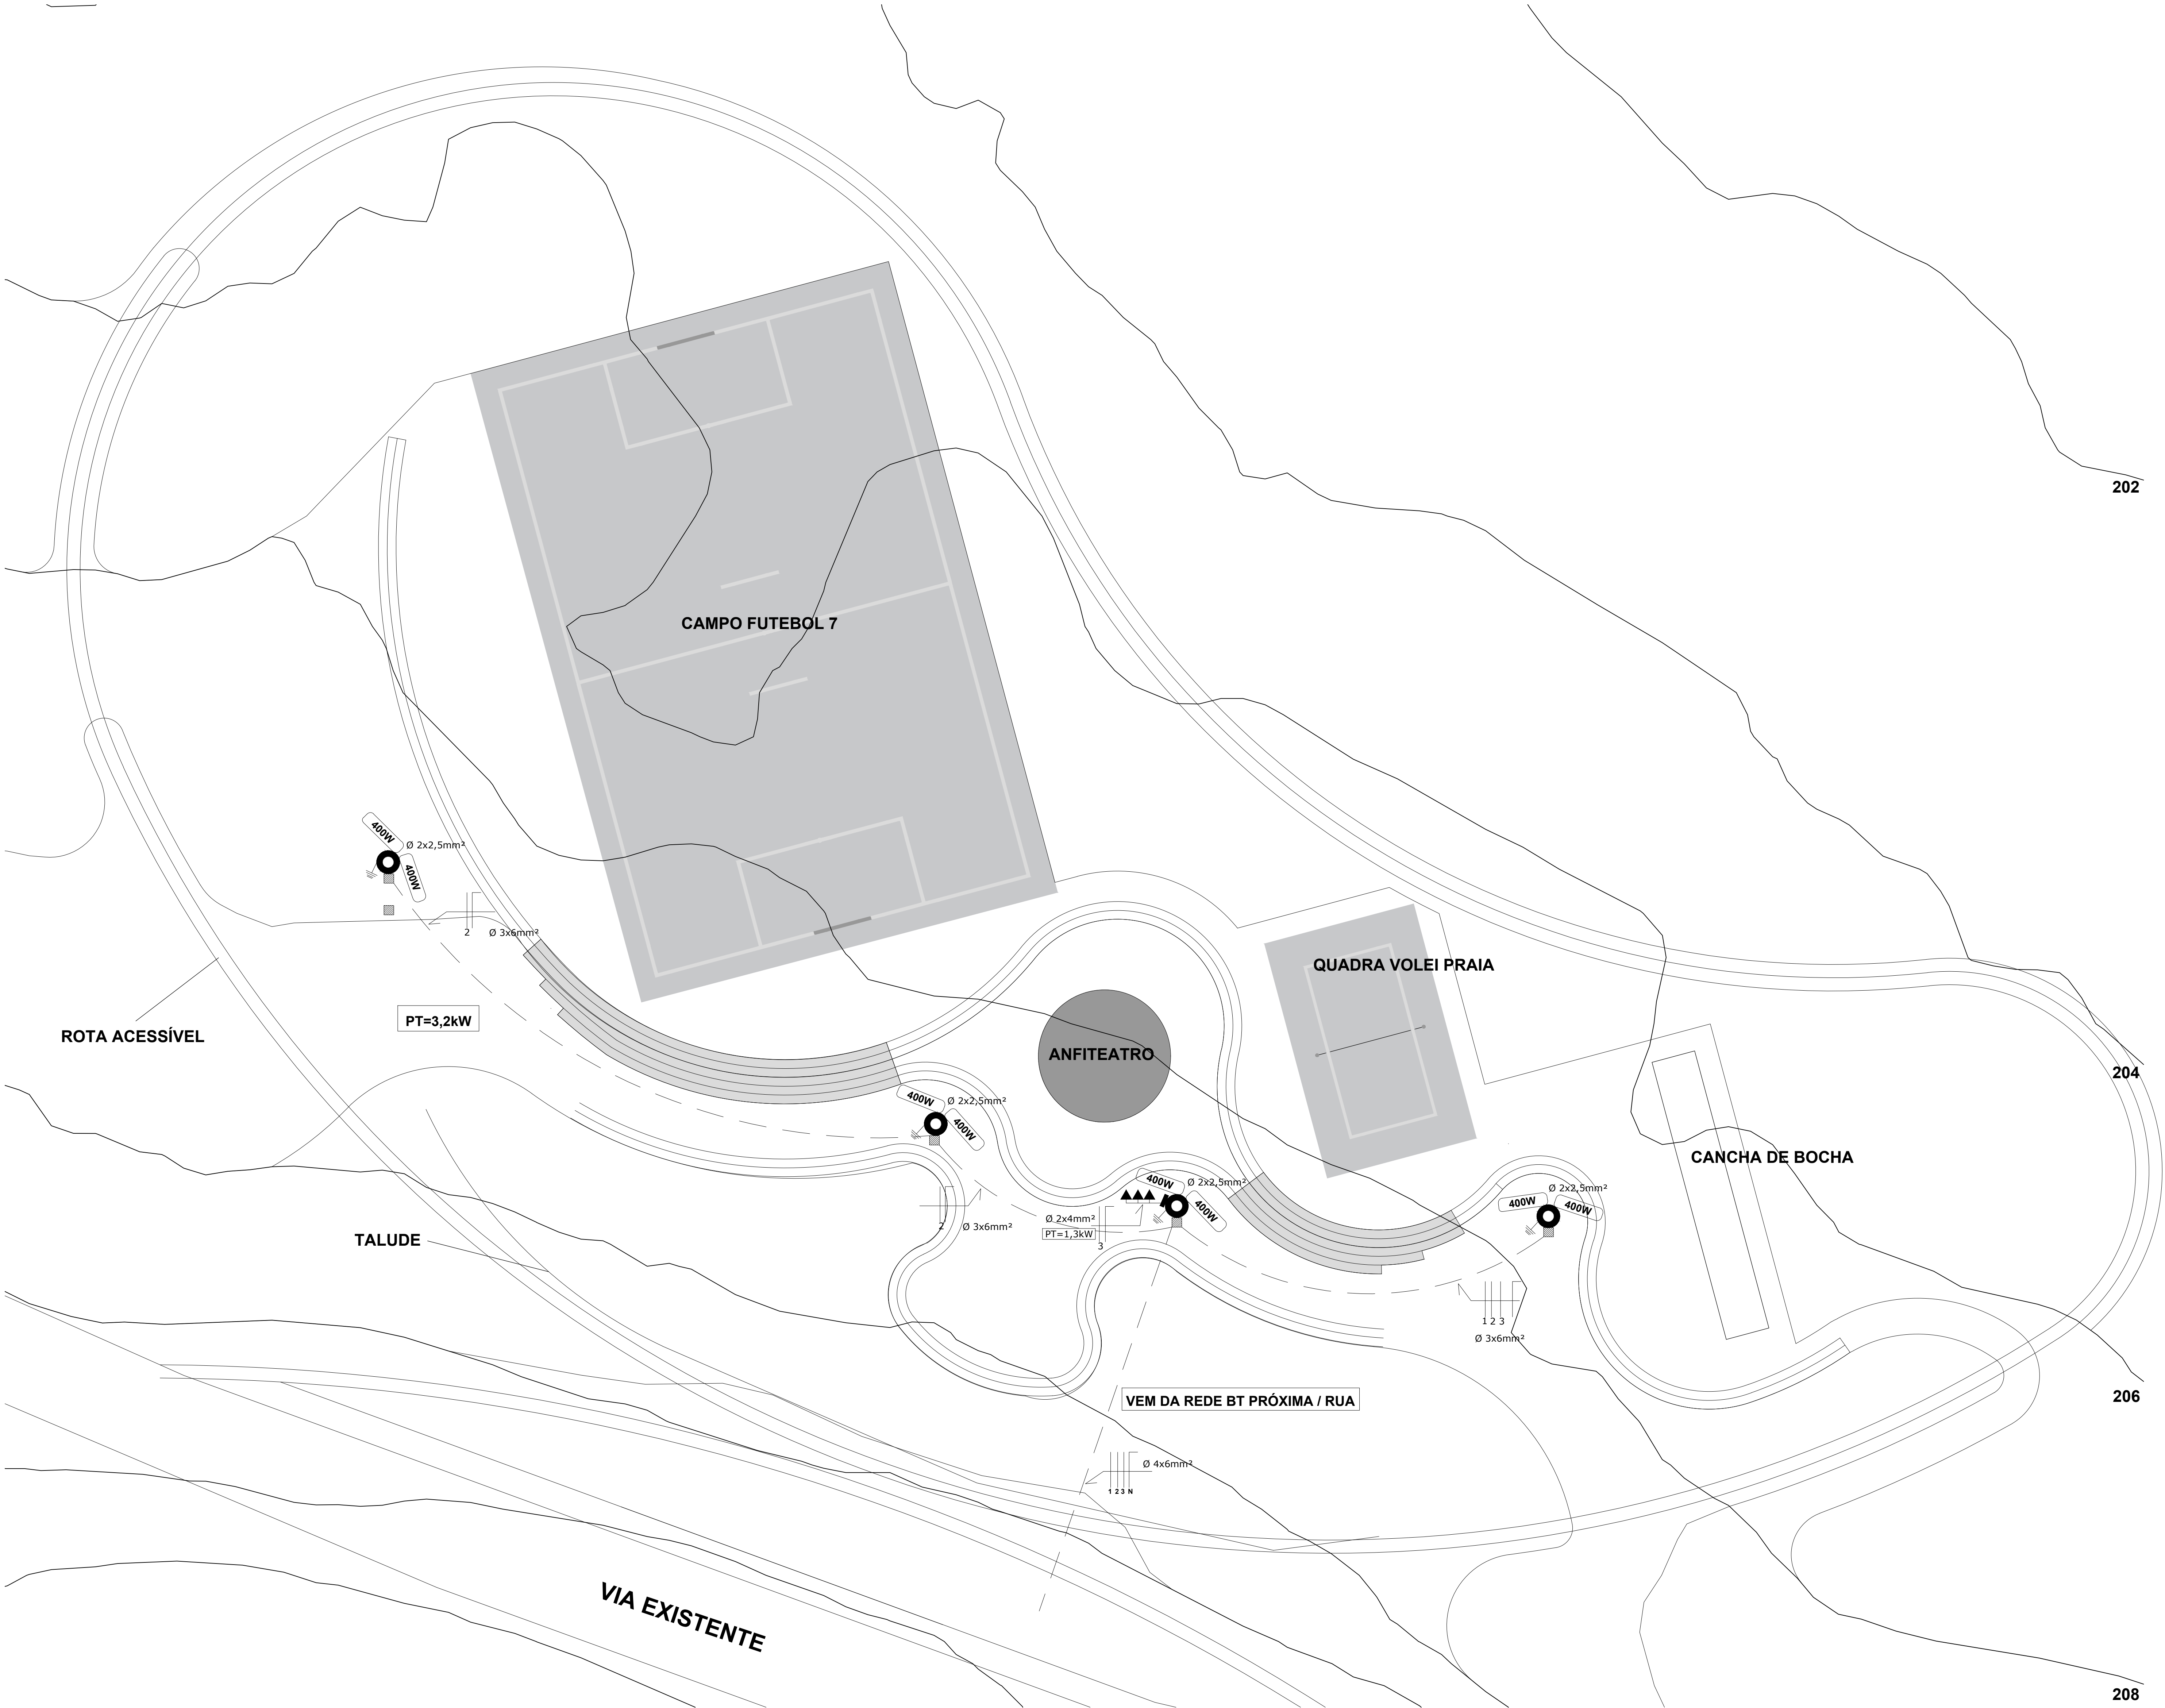 202
CAMPO FUTEBOL 7
400W
Ø 2x2,5mm²
400W
2
Ø 3x6mm²
QUADRA VOLEI PRAIA
PT=3,2kW
ROTA ACESSÍVEL
ANFITEATRO
204
400W
Ø 2x2,5mm²
400W
CANCHA DE BOCHA
400W
Ø 2x2,5mm²
400W
400W
Ø 2x2,5mm²
400W
2
Ø 3x6mm²
Ø 2x4mm²
PT=1,3kW
3
TALUDE
1 2 3
Ø 3x6mm²
VEM DA REDE BT PRÓXIMA / RUA
206
Ø 4x6mm²
1 2 3 N
VIA EXISTENTE
208